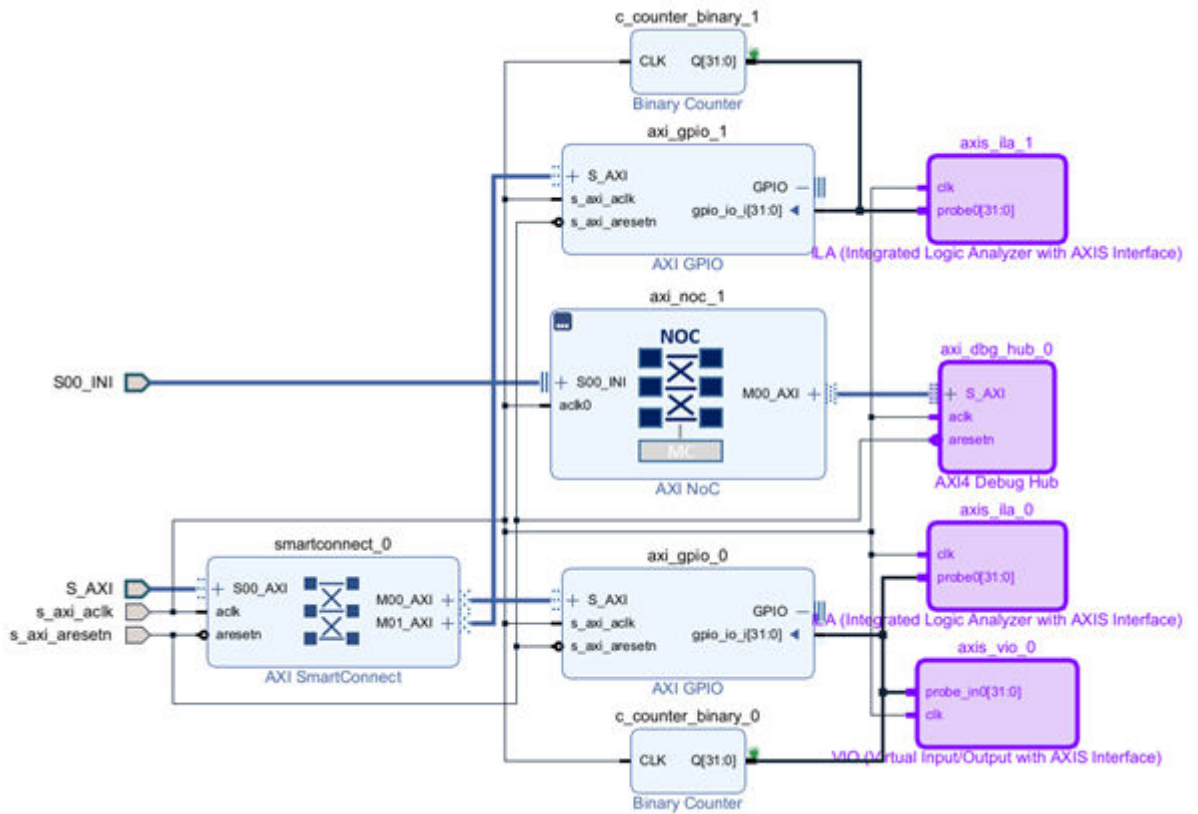 c_counter_binary_1
CLK Q[31:0]
Binary Counter
axi_gpio_1
S_AXI
GPIO
s_axi_aclk
gpio_io_i[31:0]
s_axi_aresetn
AXI GPIO
axis_ila_1
clk
probe0[31:0]
ILA (Integrated Logic Analyzer with AXIS Interface)
axi_noc_1
NOC
S00_INI
S00_INI
aclk0
M00_AXI
MC
AXI NoC
axi_dbg_hub_0
S_AXI
aclk
aresetn
AXI4 Debug Hub
smartconnect_0
S_AXI
s_axi_aclk
s_axi_aresetn
S00_AXI
aclk
aresetn
M00_AXI
M01_AXI
AXI SmartConnect
axi_gpio_0
S_AXI
GPIO
s_axi_aclk
gpio_io_i[31:0]
s_axi_aresetn
AXI GPIO
axis_ila_0
clk
probe0[31:0]
ILA (Integrated Logic Analyzer with AXIS Interface)
axis_vio_0
probe_in0[31:0]
clk
VIO (Virtual Input/Output with AXIS Interface)
c_counter_binary_0
CLK Q[31:0]
Binary Counter